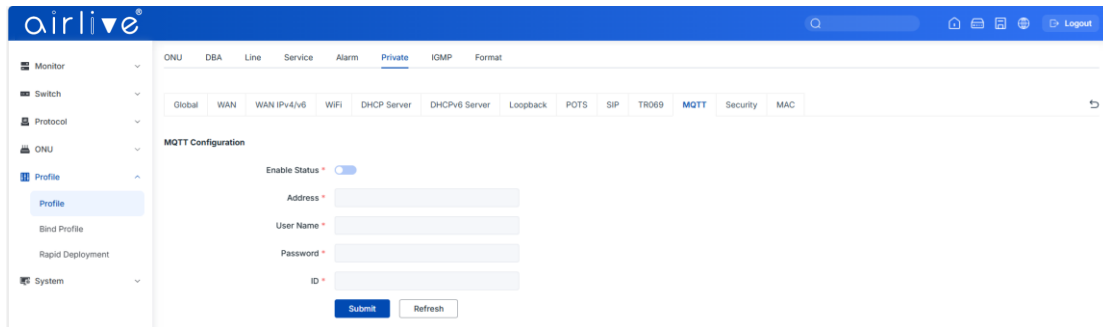 airlive®
Logout
Monitor
Switch
Protocol
ONU
Profile
Profile
Bind Profile
Rapid Deployment
System
ONU DBA Line Service Alarm Private IGMP Format
Global WAN WAN IPv4/v6 WiFi DHCP Server DHCPv6 Server Loopback POTS SIP TR069 MQTT Security MAC
MQTT Configuration
Enable Status *
Address *
User Name *
Password *
ID *
Submit Refresh